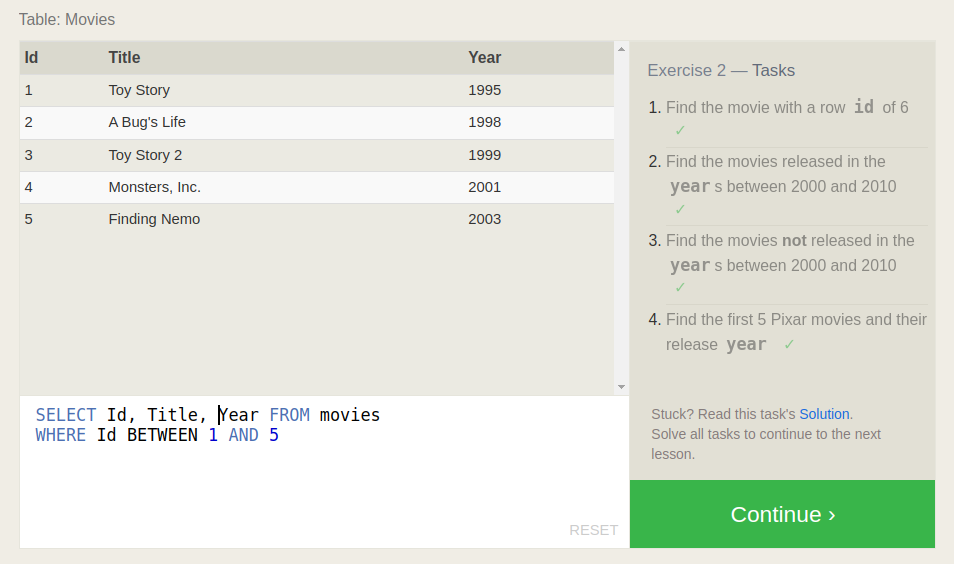 Table: Movies
Id Title Year
1 Toy Story 1995
2 A Bug's Life 1998
3 Toy Story 2 1999
4 Monsters, Inc. 2001
5 Finding Nemo 2003
SELECT Id, Title, Year FROM movies
WHERE Id BETWEEN 1 AND 5
RESET
Exercise 2 — Tasks
1. Find the movie with a row id of 6
✓
2. Find the movies released in the
year s between 2000 and 2010
✓
3. Find the movies not released in the
year s between 2000 and 2010
✓
4. Find the first 5 Pixar movies and their
release year ✓
Stuck? Read this task's Solution.
Solve all tasks to continue to the next
lesson.
Continue ›